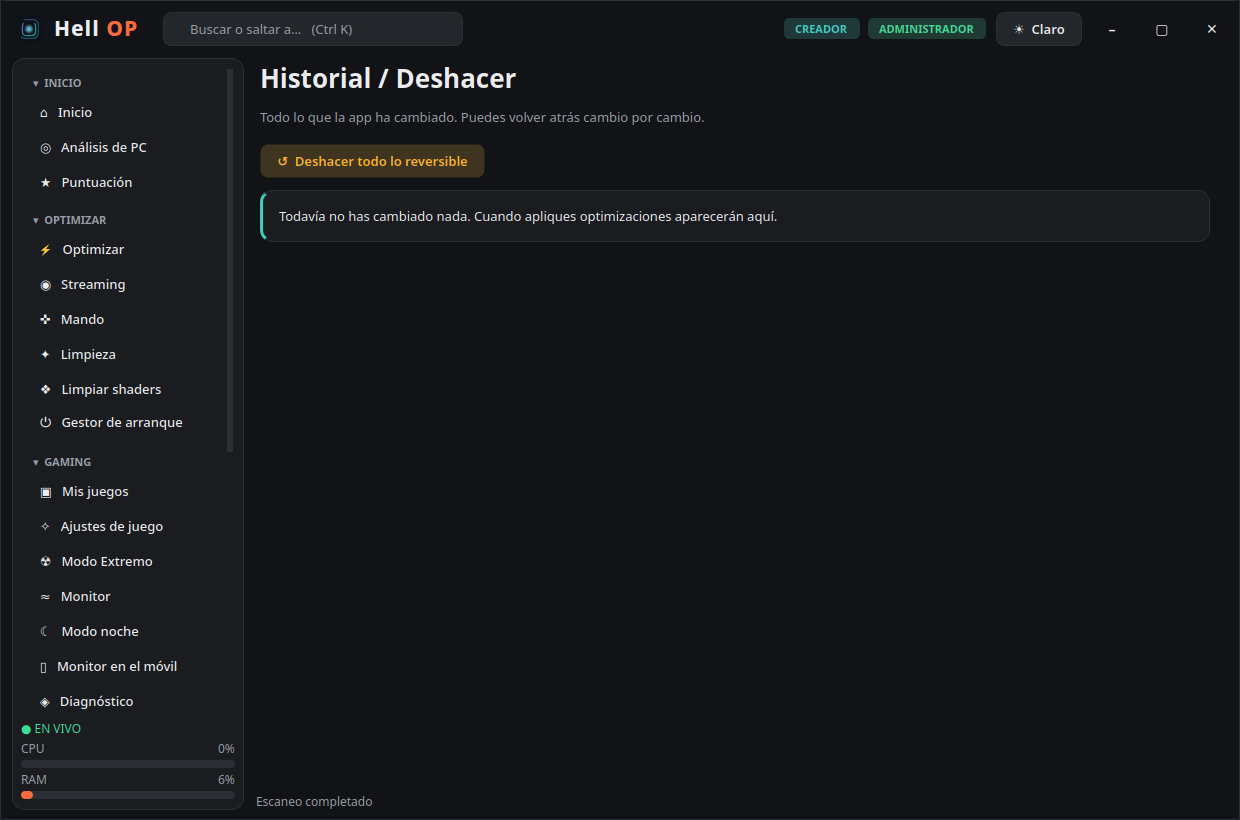 Hell OP
Buscar o saltar a... (Ctrl K)
CREADOR
ADMINISTRADOR
☀ Claro
▾ INICIO
⌂ Inicio
◎ Análisis de PC
★ Puntuación
▾ OPTIMIZAR
⚡ Optimizar
◉ Streaming
✜ Mando
✦ Limpieza
❖ Limpiar shaders
⏻ Gestor de arranque
▾ GAMING
▣ Mis juegos
✧ Ajustes de juego
☢ Modo Extremo
≈ Monitor
☾ Modo noche
▯ Monitor en el móvil
◈ Diagnóstico
● EN VIVO
CPU 0%
RAM 6%
Historial / Deshacer
Todo lo que la app ha cambiado. Puedes volver atrás cambio por cambio.
↺ Deshacer todo lo reversible
Todavía no has cambiado nada. Cuando apliques optimizaciones aparecerán aquí.
Escaneo completado